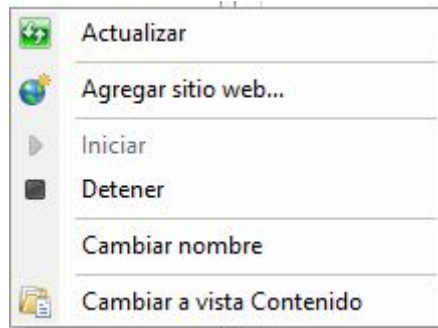 Actualizar
Agregar sitio web...
Iniciar
Detener
Cambiar nombre
Cambiar a vista Contenido